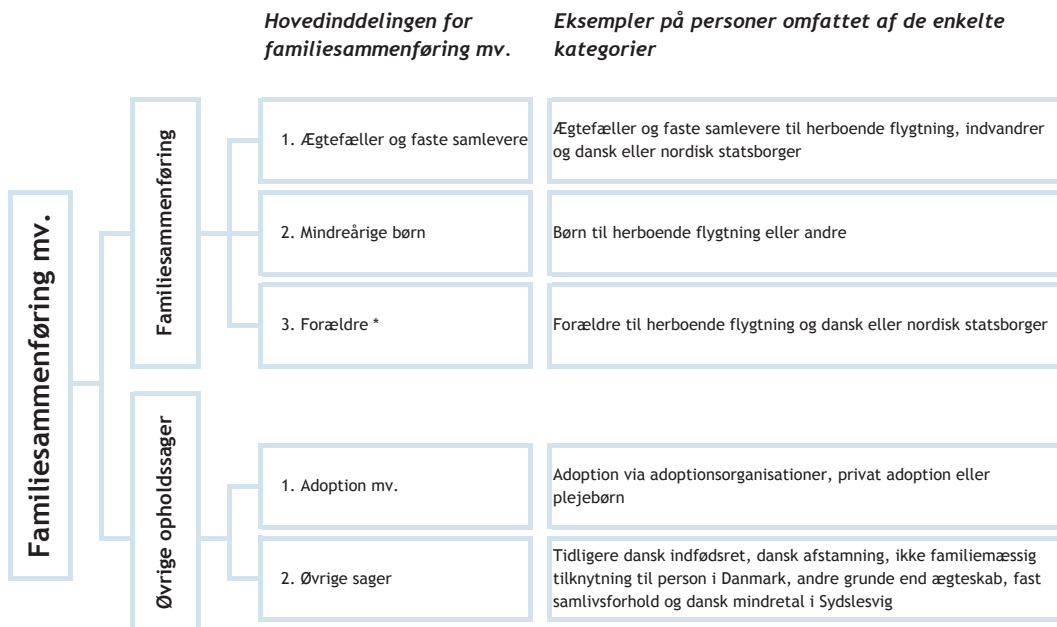 Hovedinddelingen for
familiesammenføring mv.
Eksempler på personer omfattet af de enkelte
kategorier
Familiesammenføring mv.
Familiesammenføring
1. Ægtefæller og faste samlevere
Ægtefæller og faste samlevere til herboende flygtning, indvandrer
og dansk eller nordisk statsborger
2. Mindreårige børn
Børn til herboende flygtning eller andre
3. Forældre *
Forældre til herboende flygtning og dansk eller nordisk statsborger
Øvrige opholdssager
1. Adoption mv.
Adoption via adoptionsorganisationer, privat adoption eller
plejebørn
2. Øvrige sager
Tidligere dansk indfødsret, dansk afstamning, ikke familiemæssig
tilknytning til person i Danmark, andre grunde end ægteskab, fast
samlivsforhold og dansk mindretal i Sydslesvig